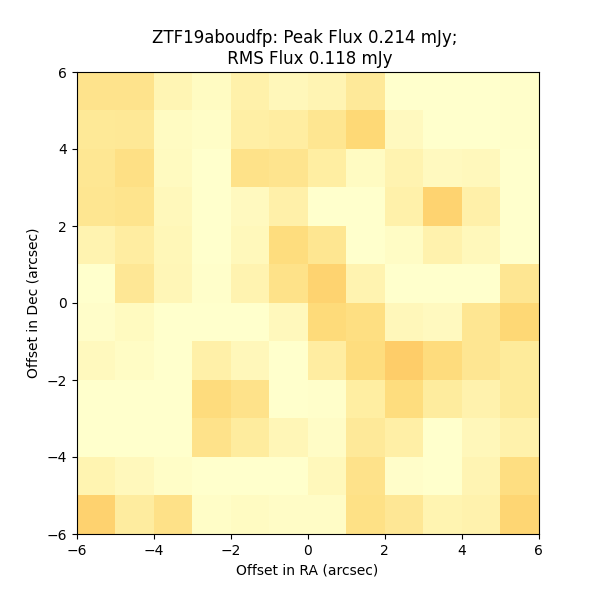 ZTF19aboudfp: Peak Flux 0.214 mJy;
RMS Flux 0.118 mJy
6
4
2
0
−2
−4
−6
Offset in Dec (arcsec)
−6 −4 −2 0 2 4 6
Offset in RA (arcsec)